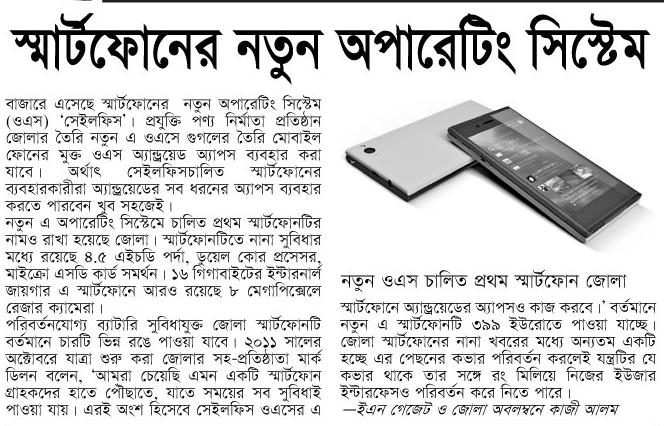 স্মার্টফোনের নতুন অপারেটিং সিস্টেম
বাজারে এসেছে স্মার্টফোনের নতুন অপারেটিং সিস্টেম
(ওএস) ‘সেইলফিস’। প্রযুক্তি পণ্য নির্মাতা প্রতিষ্ঠান
জোলার তৈরি নতুন এ ওএসে গুগলের তৈরি মোবাইল
ফোনের মুক্ত ওএস অ্যান্ড্রয়েড অ্যাপস ব্যবহার করা
যাবে। অর্থাৎ সেইলফিসচালিত স্মার্টফোনের
ব্যবহারকারীরা অ্যান্ড্রয়েডের সব ধরনের অ্যাপস ব্যবহার
করতে পারবেন খুব সহজেই।
নতুন এ অপারেটিং সিস্টেমে চালিত প্রথম স্মার্টফোনটির
নামও রাখা হয়েছে জোলা। স্মার্টফোনটিতে নানা সুবিধার
মধ্যে রয়েছে ৪.৫ এইচডি পর্দা, ডুয়েল কোর প্রসেসর,
মাইক্রো এসডি কার্ড সমর্থন। ১৬ গিগাবাইটের ইন্টারনার্ল
জায়গার এ স্মার্টফোনে আরও রয়েছে ৮ মেগাপিক্সেলে
রেজার ক্যামেরা।
পরিবর্তনযোগ্য ব্যাটারি সুবিধাযুক্ত জোলা স্মার্টফোনটি
বর্তমানে চারটি ভিন্ন রঙে পাওয়া যাবে। ২০১১ সালের
অক্টোবরে যাত্রা শুরু করা জোলার সহ-প্রতিষ্ঠাতা মার্ক
ডিলন বলেন, ‘আমরা চেয়েছি এমন একটি স্মার্টফোন
গ্রাহকদের হাতে পৌঁছাতে, যাতে সময়ের সব সুবিধাই
পাওয়া যায়। এরই অংশ হিসেবে সেইলফিস ওএসের এ
নতুন ওএস চালিত প্রথম স্মার্টফোন জোলা
স্মার্টফোনে অ্যান্ড্রয়েডের অ্যাপসও কাজ করবে।’ বর্তমানে
নতুন এ স্মার্টফোনটি ৩৯৯ ইউরোতে পাওয়া যাচ্ছে।
জোলা স্মার্টফোনের নানা খবরের মধ্যে অন্যতম একটি
হচ্ছে এর পেছনের কভার পরিবর্তন করলেই যন্ত্রটির যে
কভার থাকে তার সঙ্গে রং মিলিয়ে নিজের ইউজার
ইন্টারফেসও পরিবর্তন করে নিতে পারে।
—ইএন গেজেট ও জোলা অবলম্বনে কাজী আলম